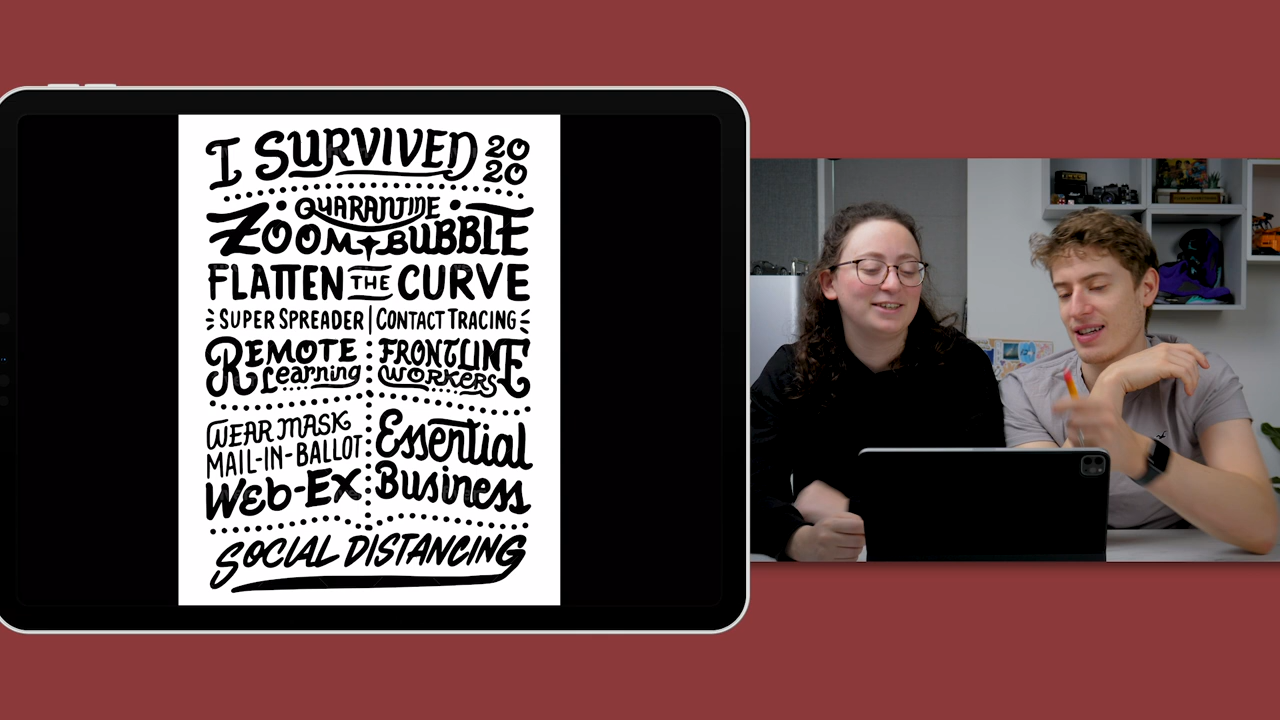 I SURVIVED 2020
QUARANTINE
ZOOM BUBBLE
FLATTEN THE CURVE
SUPER SPREADER | CONTACT TRACING
REMOTE Learning
FRONTLINE WORKERS
WEAR MASK
MAIL-IN-BALLOT
WEB-EX
Essential
Business
SOCIAL DISTANCING